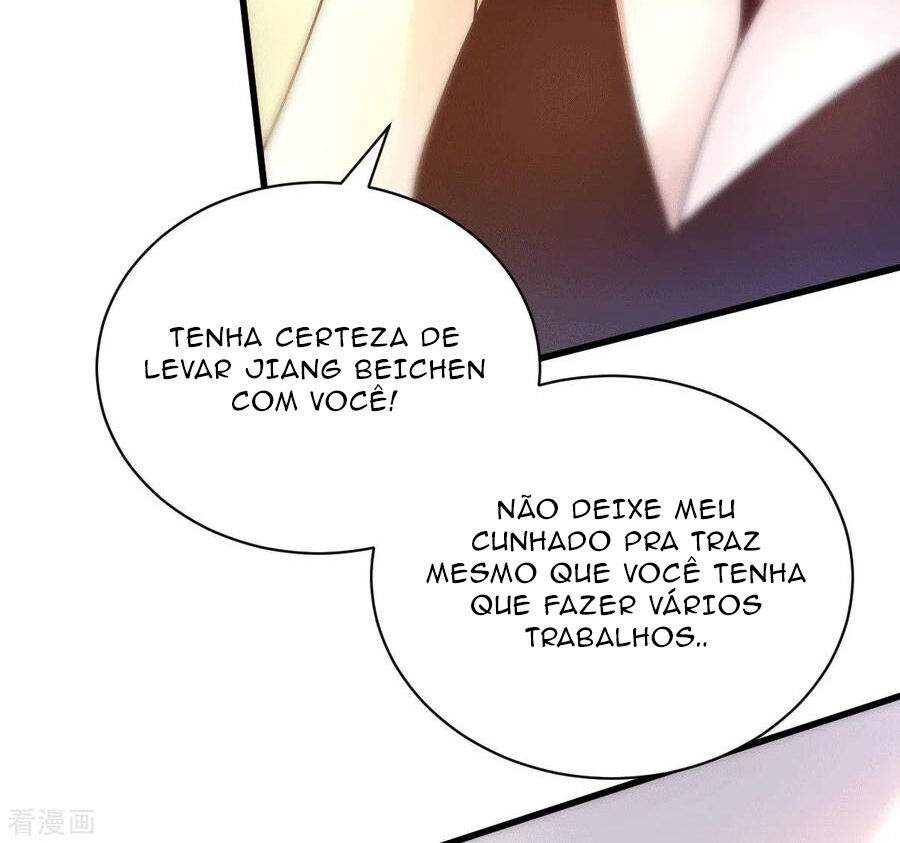 TENHA CERTEZA DE
LEVAR JIANG BEICHEN
COM VOCÊ!
NÃO DEIXE MEU
CUNHADO PRA TRAZ
MESMO QUE VOCÊ TENHA
QUE FAZER VÁRIOS
TRABALHOS..
看漫画